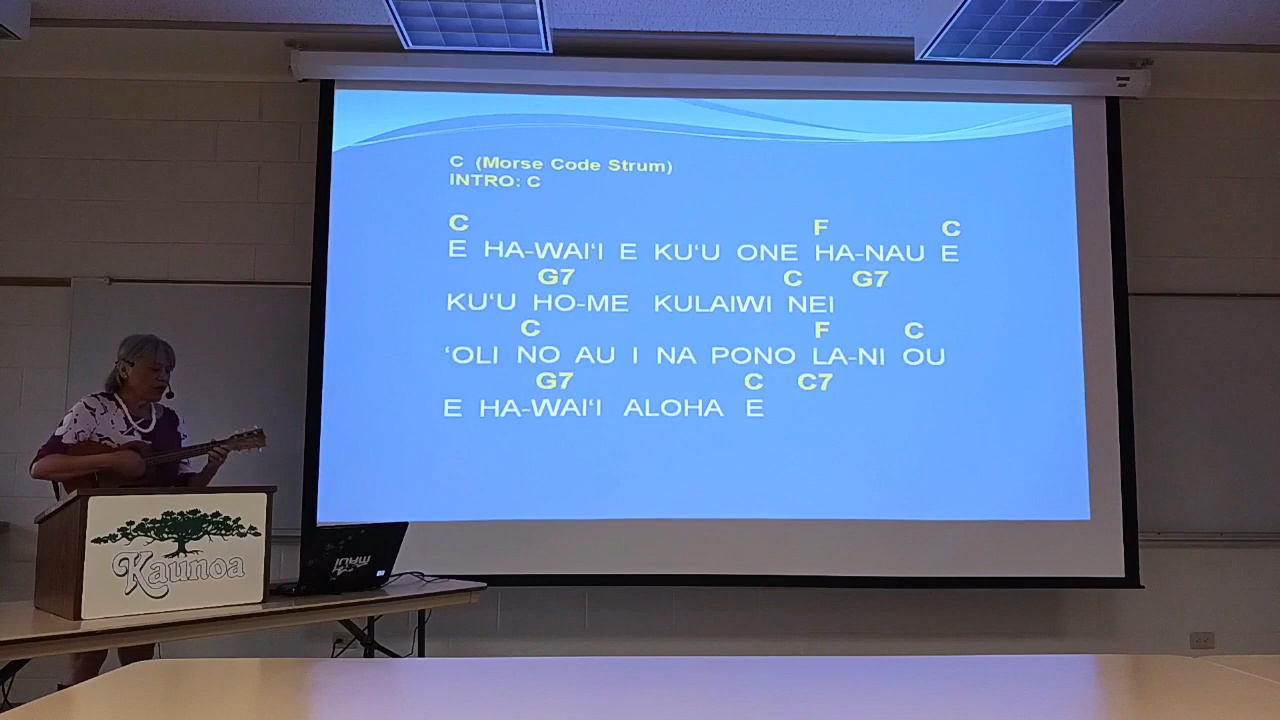 C (Morse Code Strum)
INTRO: C
C F C
E HA-WAI‘I E KU‘U ONE HA-NAU E
G7 C G7
KU‘U HO-ME KULAIWI NEI
C F C
‘OLI NO AU I NA PONO LA-NI OU
G7 C C7
E HA-WAI‘I ALOHA E
Kaunoa
MAUI